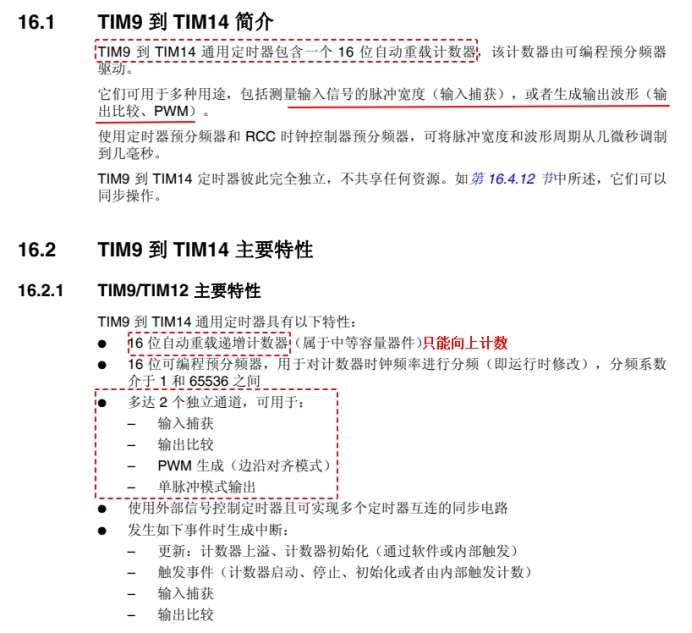 16.1 TIM9 到 TIM14 简介
TIM9 到 TIM14 通用定时器包含一个 16 位自动重载计数器，该计数器由可编程预分频器
驱动。
它们可用于多种用途，包括测量输入信号的脉冲宽度（输入捕获），或者生成输出波形（输
出比较、PWM）。
使用定时器预分频器和 RCC 时钟控制器预分频器，可将脉冲宽度和波形周期从几微秒调制
到几毫秒。
TIM9 到 TIM14 定时器彼此完全独立，不共享任何资源。如第 16.4.12 节中所述，它们可以
同步操作。
16.2 TIM9 到 TIM14 主要特性
16.2.1 TIM9/TIM12 主要特性
TIM9 到 TIM14 通用定时器具有以下特性：
● 16 位自动重载递增计数器（属于中等容量器件）只能向上计数
● 16 位可编程预分频器，用于对计数器时钟频率进行分频（即运行时修改），分频系数
介于 1 和 65536 之间
● 多达 2 个独立通道，可用于：
– 输入捕获
– 输出比较
– PWM 生成（边沿对齐模式）
– 单脉冲模式输出
● 使用外部信号控制定时器且可实现多个定时器互连的同步电路
● 发生如下事件时生成中断：
– 更新：计数器上溢、计数器初始化（通过软件或内部触发）
– 触发事件（计数器启动、停止、初始化或者由内部触发计数）
– 输入捕获
– 输出比较